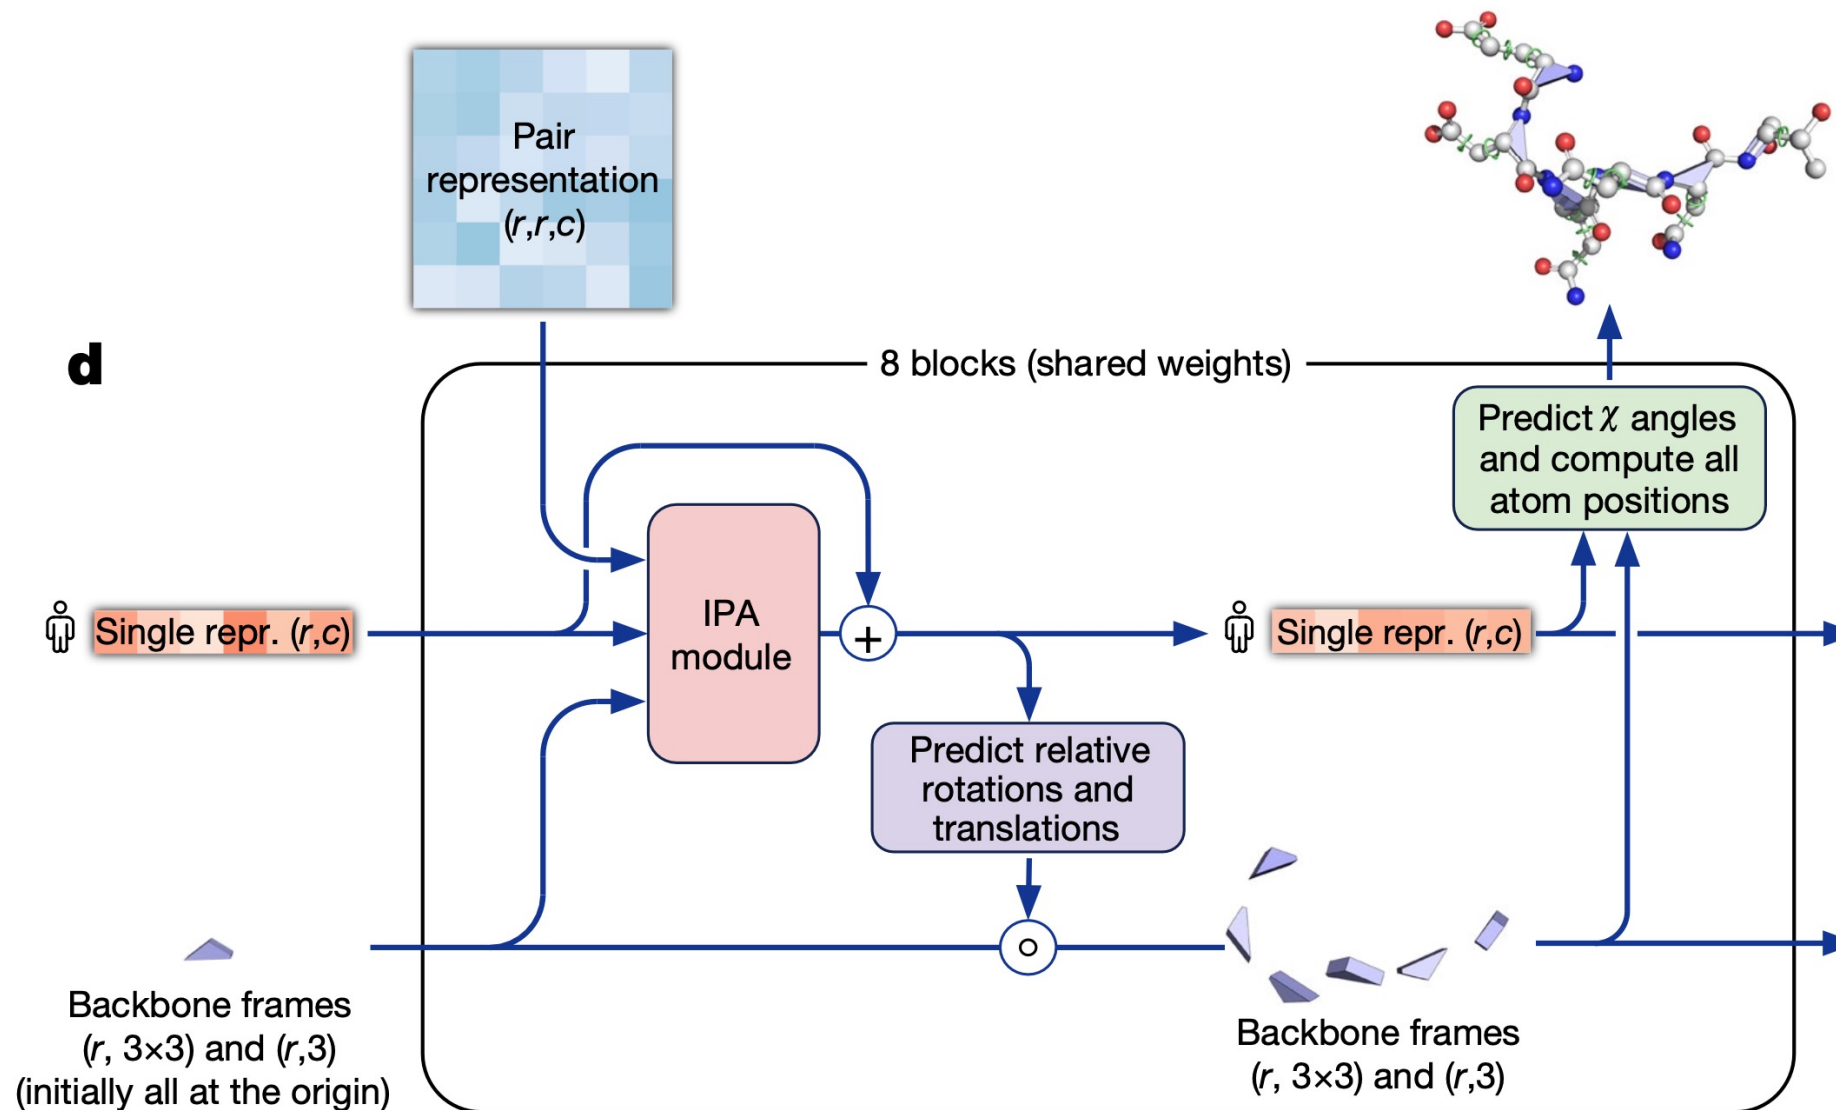 Pair
representation
(r,r,c)
d
8 blocks (shared weights)
Predict χ angles
and compute all
atom positions
IPA
module
+
Single repr. (r,c)
Single repr. (r,c)
Predict relative
rotations and
translations
Backbone frames
(r, 3×3) and (r,3)
(initially all at the origin)
Backbone frames
(r, 3×3) and (r,3)